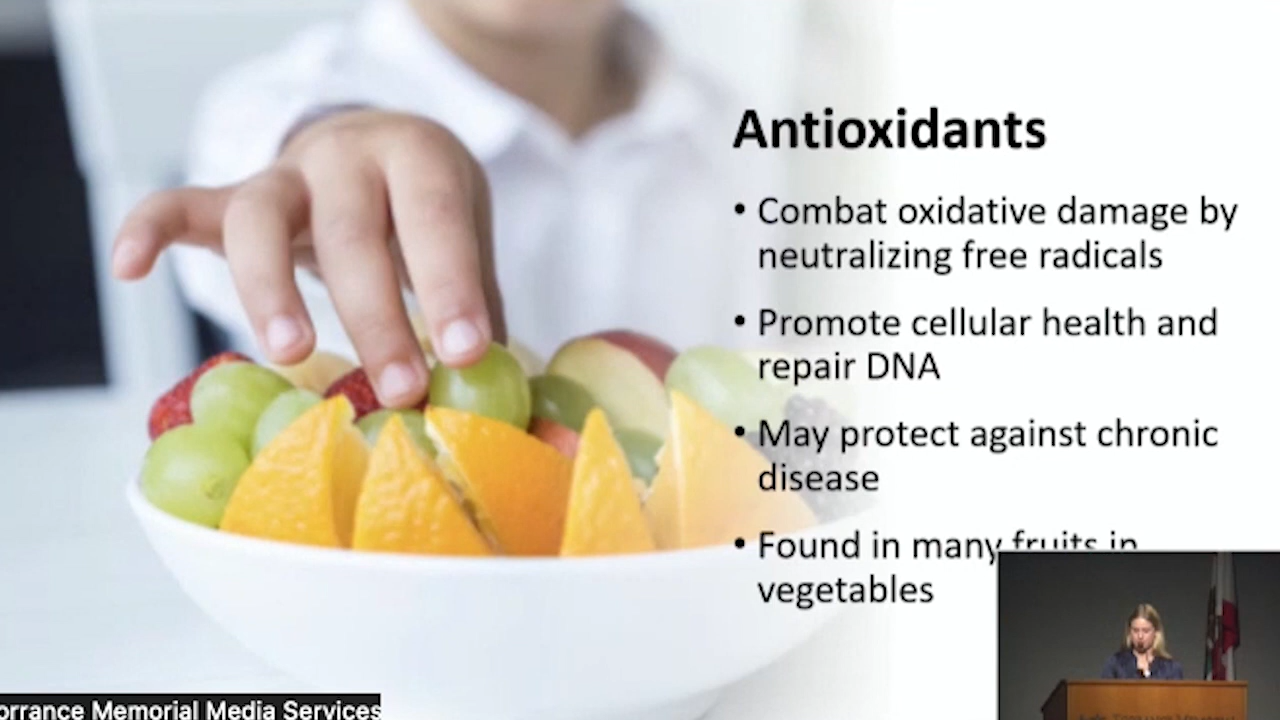 Antioxidants
• Combat oxidative damage by
neutralizing free radicals
• Promote cellular health and
repair DNA
• May protect against chronic
disease
• Found in many fruits in
vegetables
orrance Memorial Media Services